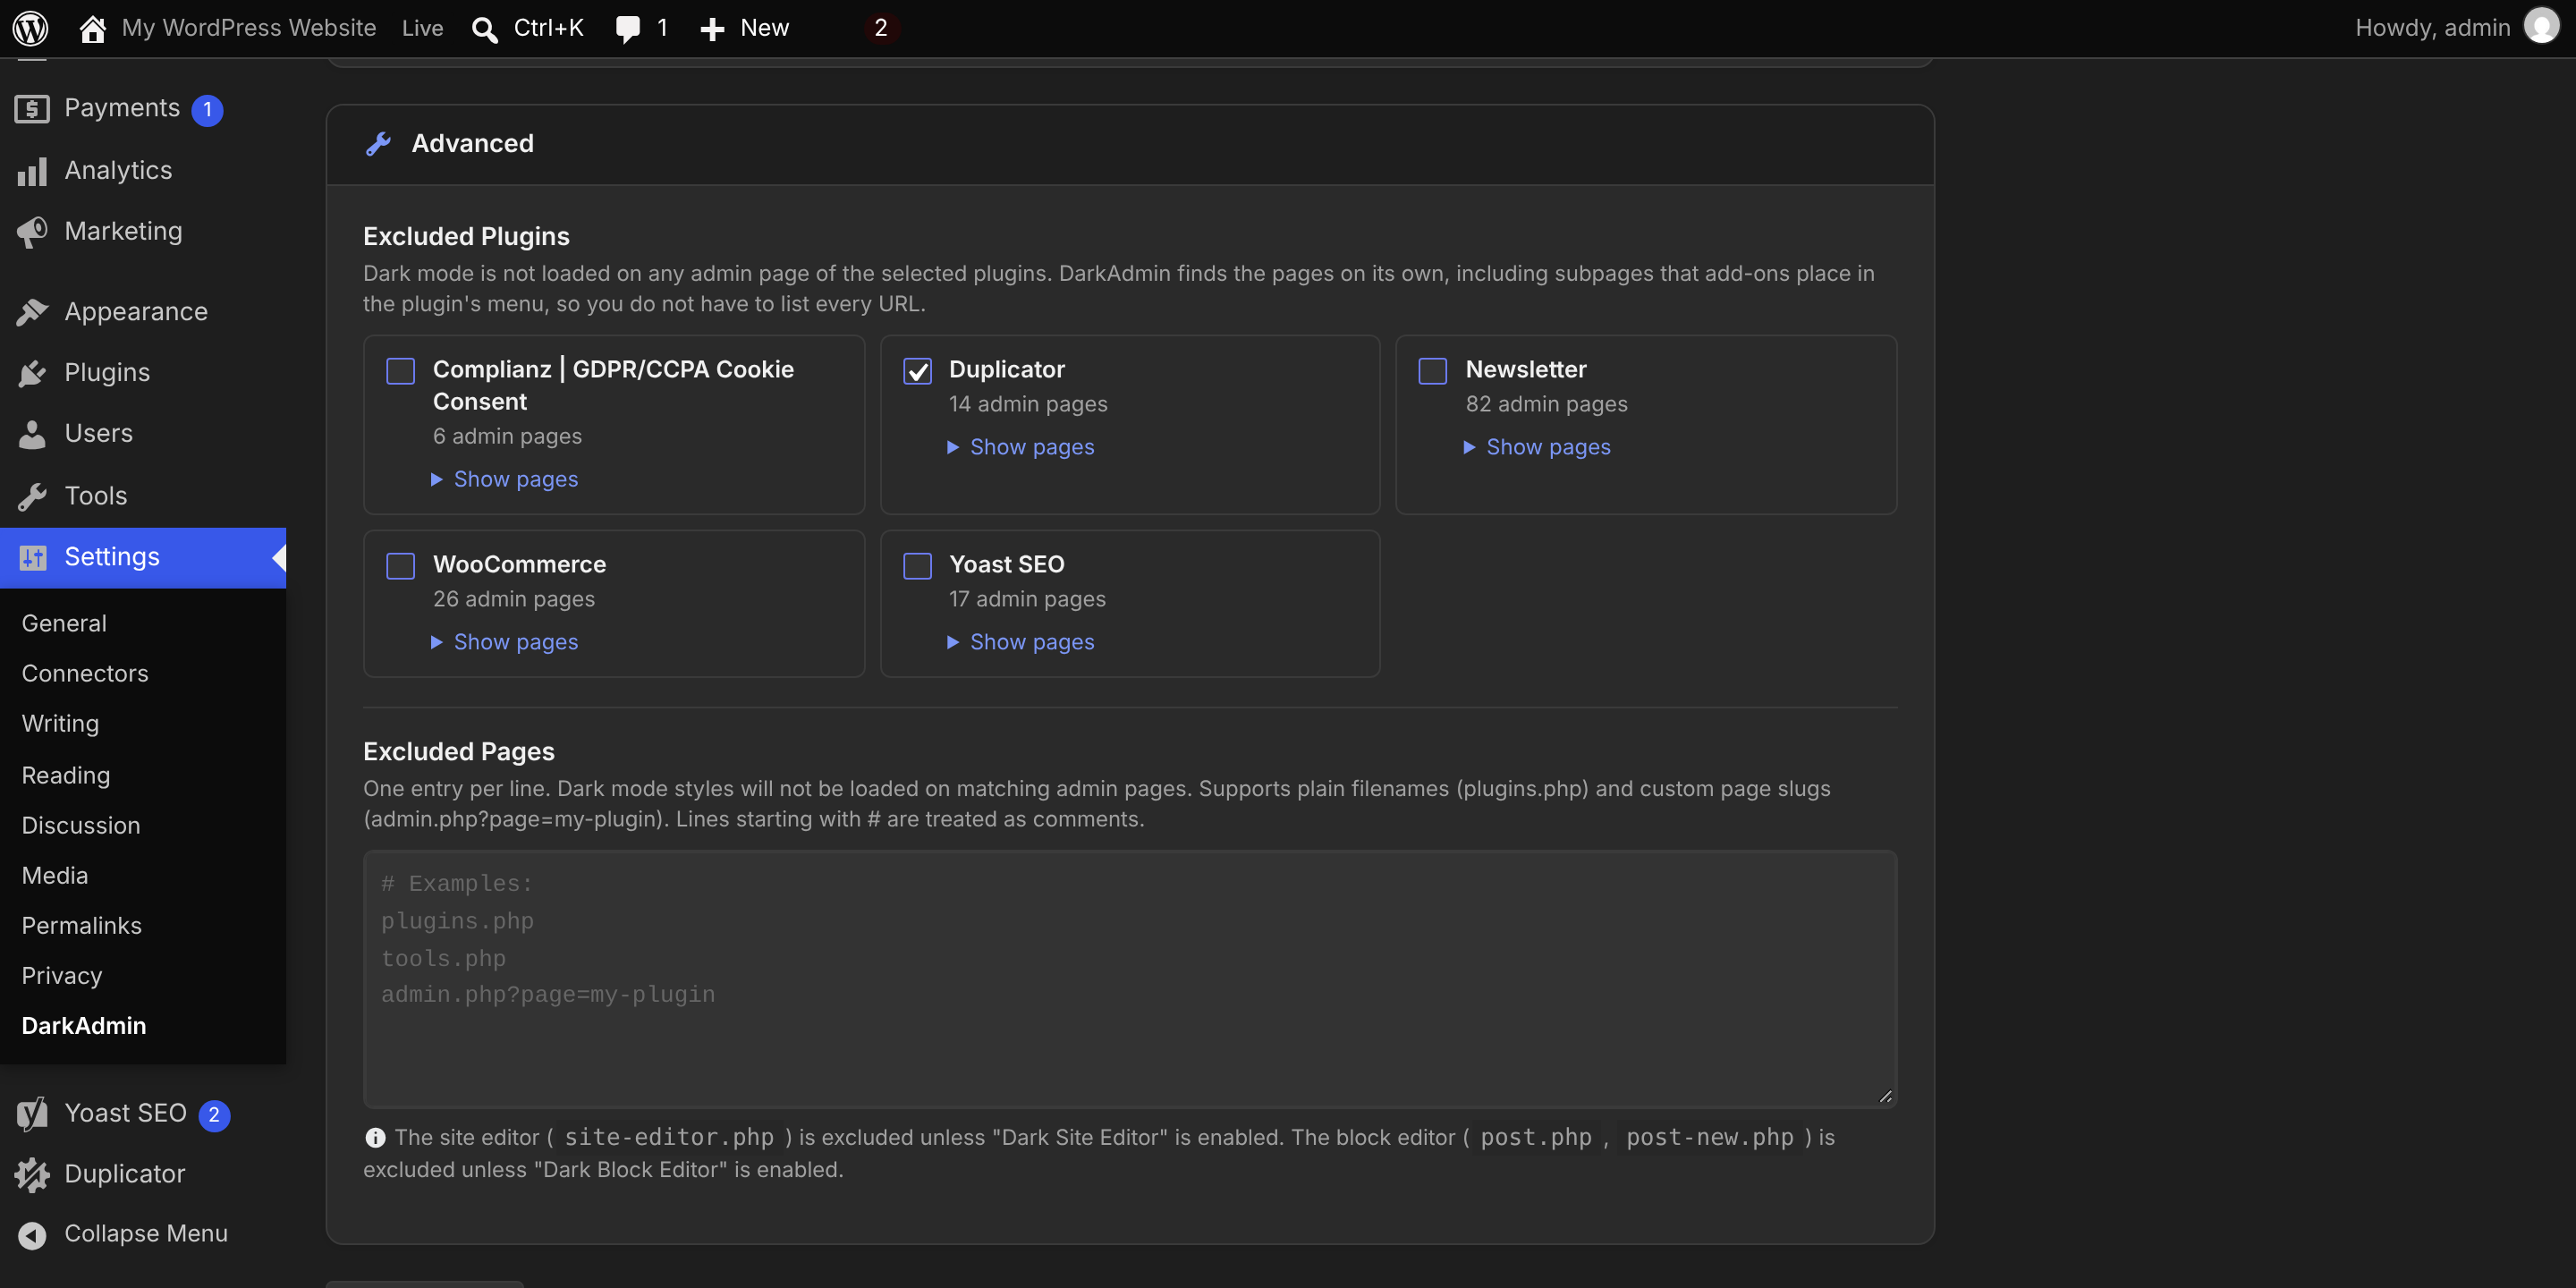 My WordPress Website Live Ctrl+K 1 New 2 Howdy, admin
Payments 1
Analytics
Marketing
Appearance
Plugins
Users
Tools
Settings
General
Connectors
Writing
Reading
Discussion
Media
Permalinks
Privacy
DarkAdmin
Yoast SEO 2
Duplicator
Collapse Menu
Advanced
Excluded Plugins
Dark mode is not loaded on any admin page of the selected plugins. DarkAdmin finds the pages on its own, including subpages that add-ons place in
the plugin's menu, so you do not have to list every URL.
Complianz | GDPR/CCPA Cookie
Consent
6 admin pages
Show pages
Duplicator
14 admin pages
Show pages
Newsletter
82 admin pages
Show pages
WooCommerce
26 admin pages
Show pages
Yoast SEO
17 admin pages
Show pages
Excluded Pages
One entry per line. Dark mode styles will not be loaded on matching admin pages. Supports plain filenames (plugins.php) and custom page slugs
(admin.php?page=my-plugin). Lines starting with # are treated as comments.
# Examples:
plugins.php
tools.php
admin.php?page=my-plugin
The site editor ( site-editor.php ) is excluded unless "Dark Site Editor" is enabled. The block editor ( post.php , post-new.php ) is
excluded unless "Dark Block Editor" is enabled.